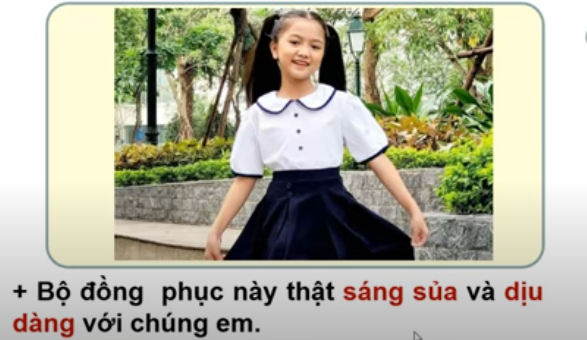 + Bộ đồng phục này thật sáng sủa và dịu
dàng với chúng em.